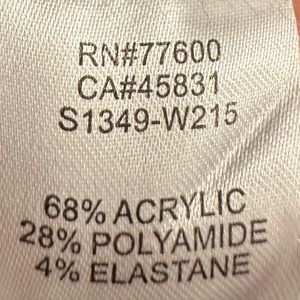 RN#77600
CA#45831
S1349-W215
68% ACRYLIC
28% POLYAMIDE
4% ELASTANE